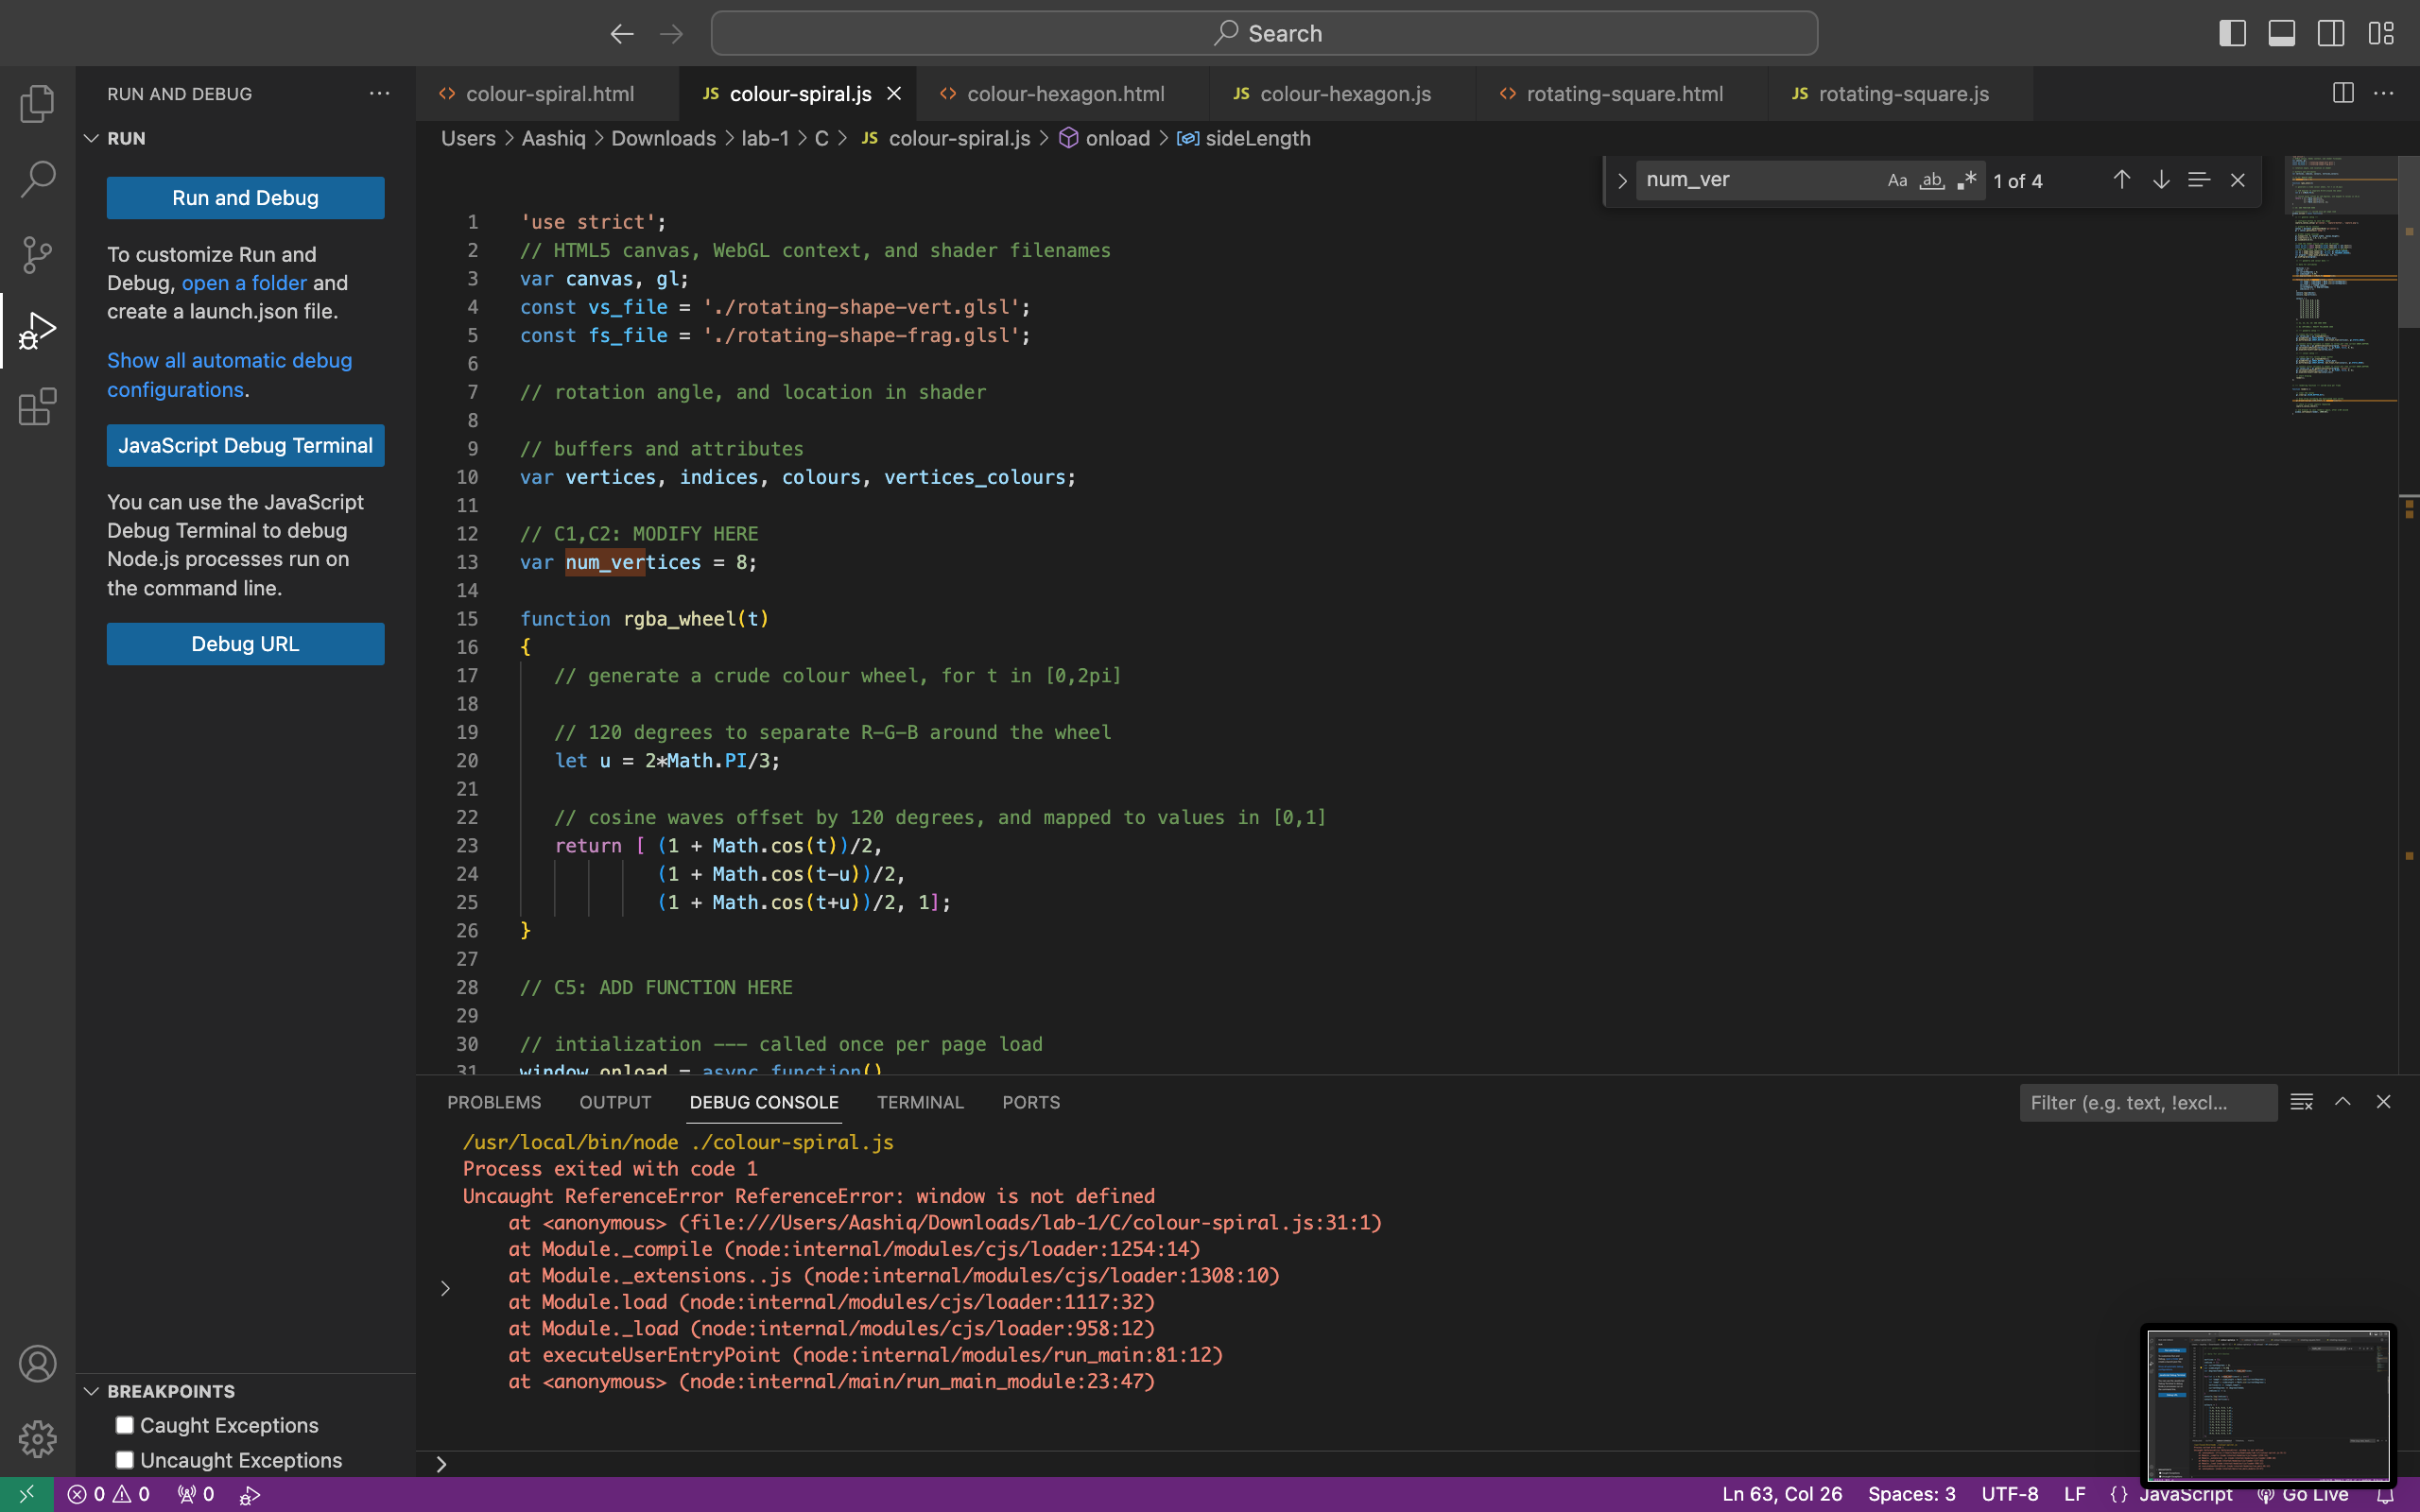 Search
RUN AND DEBUG
RUN
Run and Debug
To customize Run and
Debug, open a folder and
create a launch.json file.
Show all automatic debug
configurations.
JavaScript Debug Terminal
You can use the JavaScript
Debug Terminal to debug
Node.js processes run on
the command line.
Debug URL
BREAKPOINTS
Caught Exceptions
Uncaught Exceptions
<> colour-spiral.html
JS colour-spiral.js
<> colour-hexagon.html
JS colour-hexagon.js
<> rotating-square.html
JS rotating-square.js
Users > Aashiq > Downloads > lab-1 > C > JS colour-spiral.js > onload > sideLength
num_ver Aa ab .* 1 of 4
1 'use strict';
2 // HTML5 canvas, WebGL context, and shader filenames
3 var canvas, gl;
4 const vs_file = './rotating-shape-vert.glsl';
5 const fs_file = './rotating-shape-frag.glsl';
6
7 // rotation angle, and location in shader
8
9 // buffers and attributes
10 var vertices, indices, colours, vertices_colours;
11
12 // C1,C2: MODIFY HERE
13 var num_vertices = 8;
14
15 function rgba_wheel(t)
16 {
17 // generate a crude colour wheel, for t in [0,2pi]
18
19 // 120 degrees to separate R-G-B around the wheel
20 let u = 2*Math.PI/3;
21
22 // cosine waves offset by 120 degrees, and mapped to values in [0,1]
23 return [ (1 + Math.cos(t))/2,
24 (1 + Math.cos(t-u))/2,
25 (1 + Math.cos(t+u))/2, 1];
26 }
27
28 // C5: ADD FUNCTION HERE
29
30 // intialization --- called once per page load
31 window.onload = async function()
PROBLEMS OUTPUT DEBUG CONSOLE TERMINAL PORTS
Filter (e.g. text, !excl...
/usr/local/bin/node ./colour-spiral.js
Process exited with code 1
Uncaught ReferenceError ReferenceError: window is not defined
at <anonymous> (file:///Users/Aashiq/Downloads/lab-1/C/colour-spiral.js:31:1)
at Module._compile (node:internal/modules/cjs/loader:1254:14)
at Module._extensions..js (node:internal/modules/cjs/loader:1308:10)
at Module.load (node:internal/modules/cjs/loader:1117:32)
at Module._load (node:internal/modules/cjs/loader:958:12)
at executeUserEntryPoint (node:internal/modules/run_main:81:12)
at <anonymous> (node:internal/main/run_main_module:23:47)
0 0 0
Ln 63, Col 26 Spaces: 3 UTF-8 LF {} JavaScript Go Live